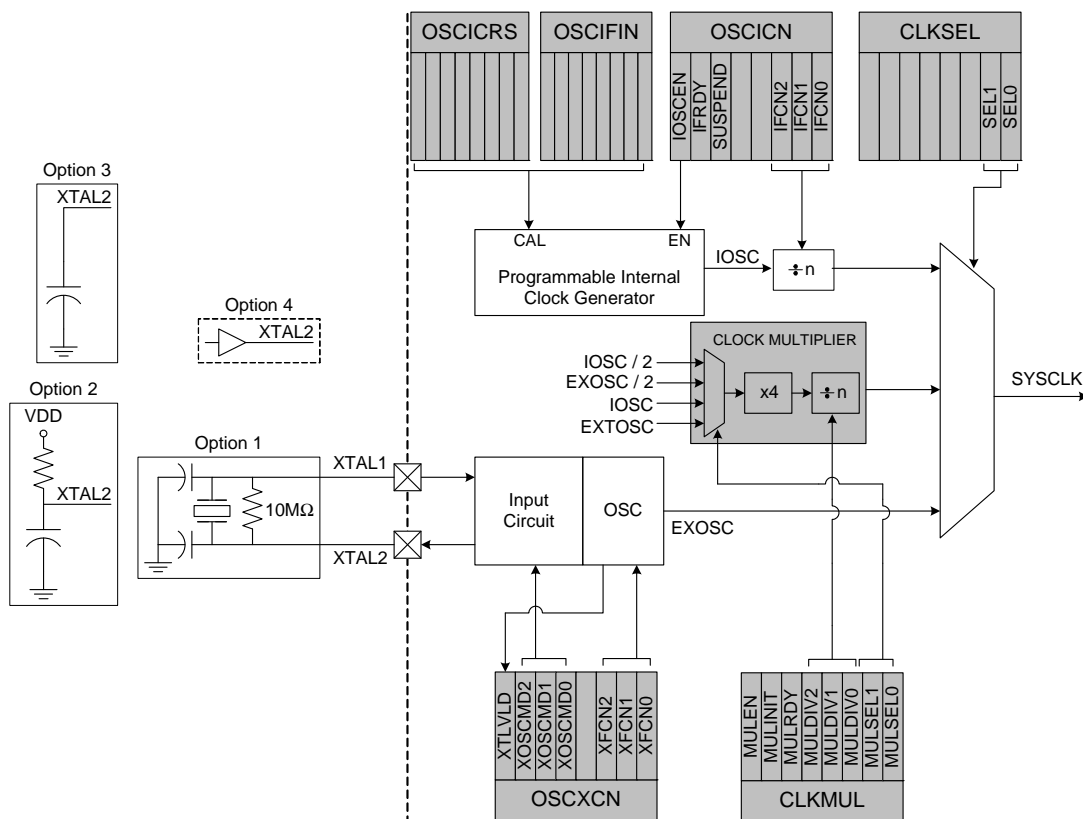 OSCICRS
OSCIFIN
OSCICN
CLKSEL
IOSCEN
IFRDY
SUSPEND
IFCN2
IFCN1
IFCN0
SEL1
SEL0
Option 3
XTAL2
CAL
EN
Programmable Internal
Clock Generator
IOSC
÷n
Option 4
XTAL2
CLOCK MULTIPLIER
IOSC / 2
EXOSC / 2
IOSC
EXTOSC
x4
÷n
SYSCLK
Option 2
VDD
XTAL2
Option 1
10MΩ
XTAL1
XTAL2
Input
Circuit
OSC
EXOSC
XTLVLD
XOSCMD2
XOSCMD1
XOSCMD0
XFCN2
XFCN1
XFCN0
OSCXCN
MULEN
MULINIT
MULRDY
MULDIV2
MULDIV1
MULDIV0
MULSEL1
MULSEL0
CLKMUL